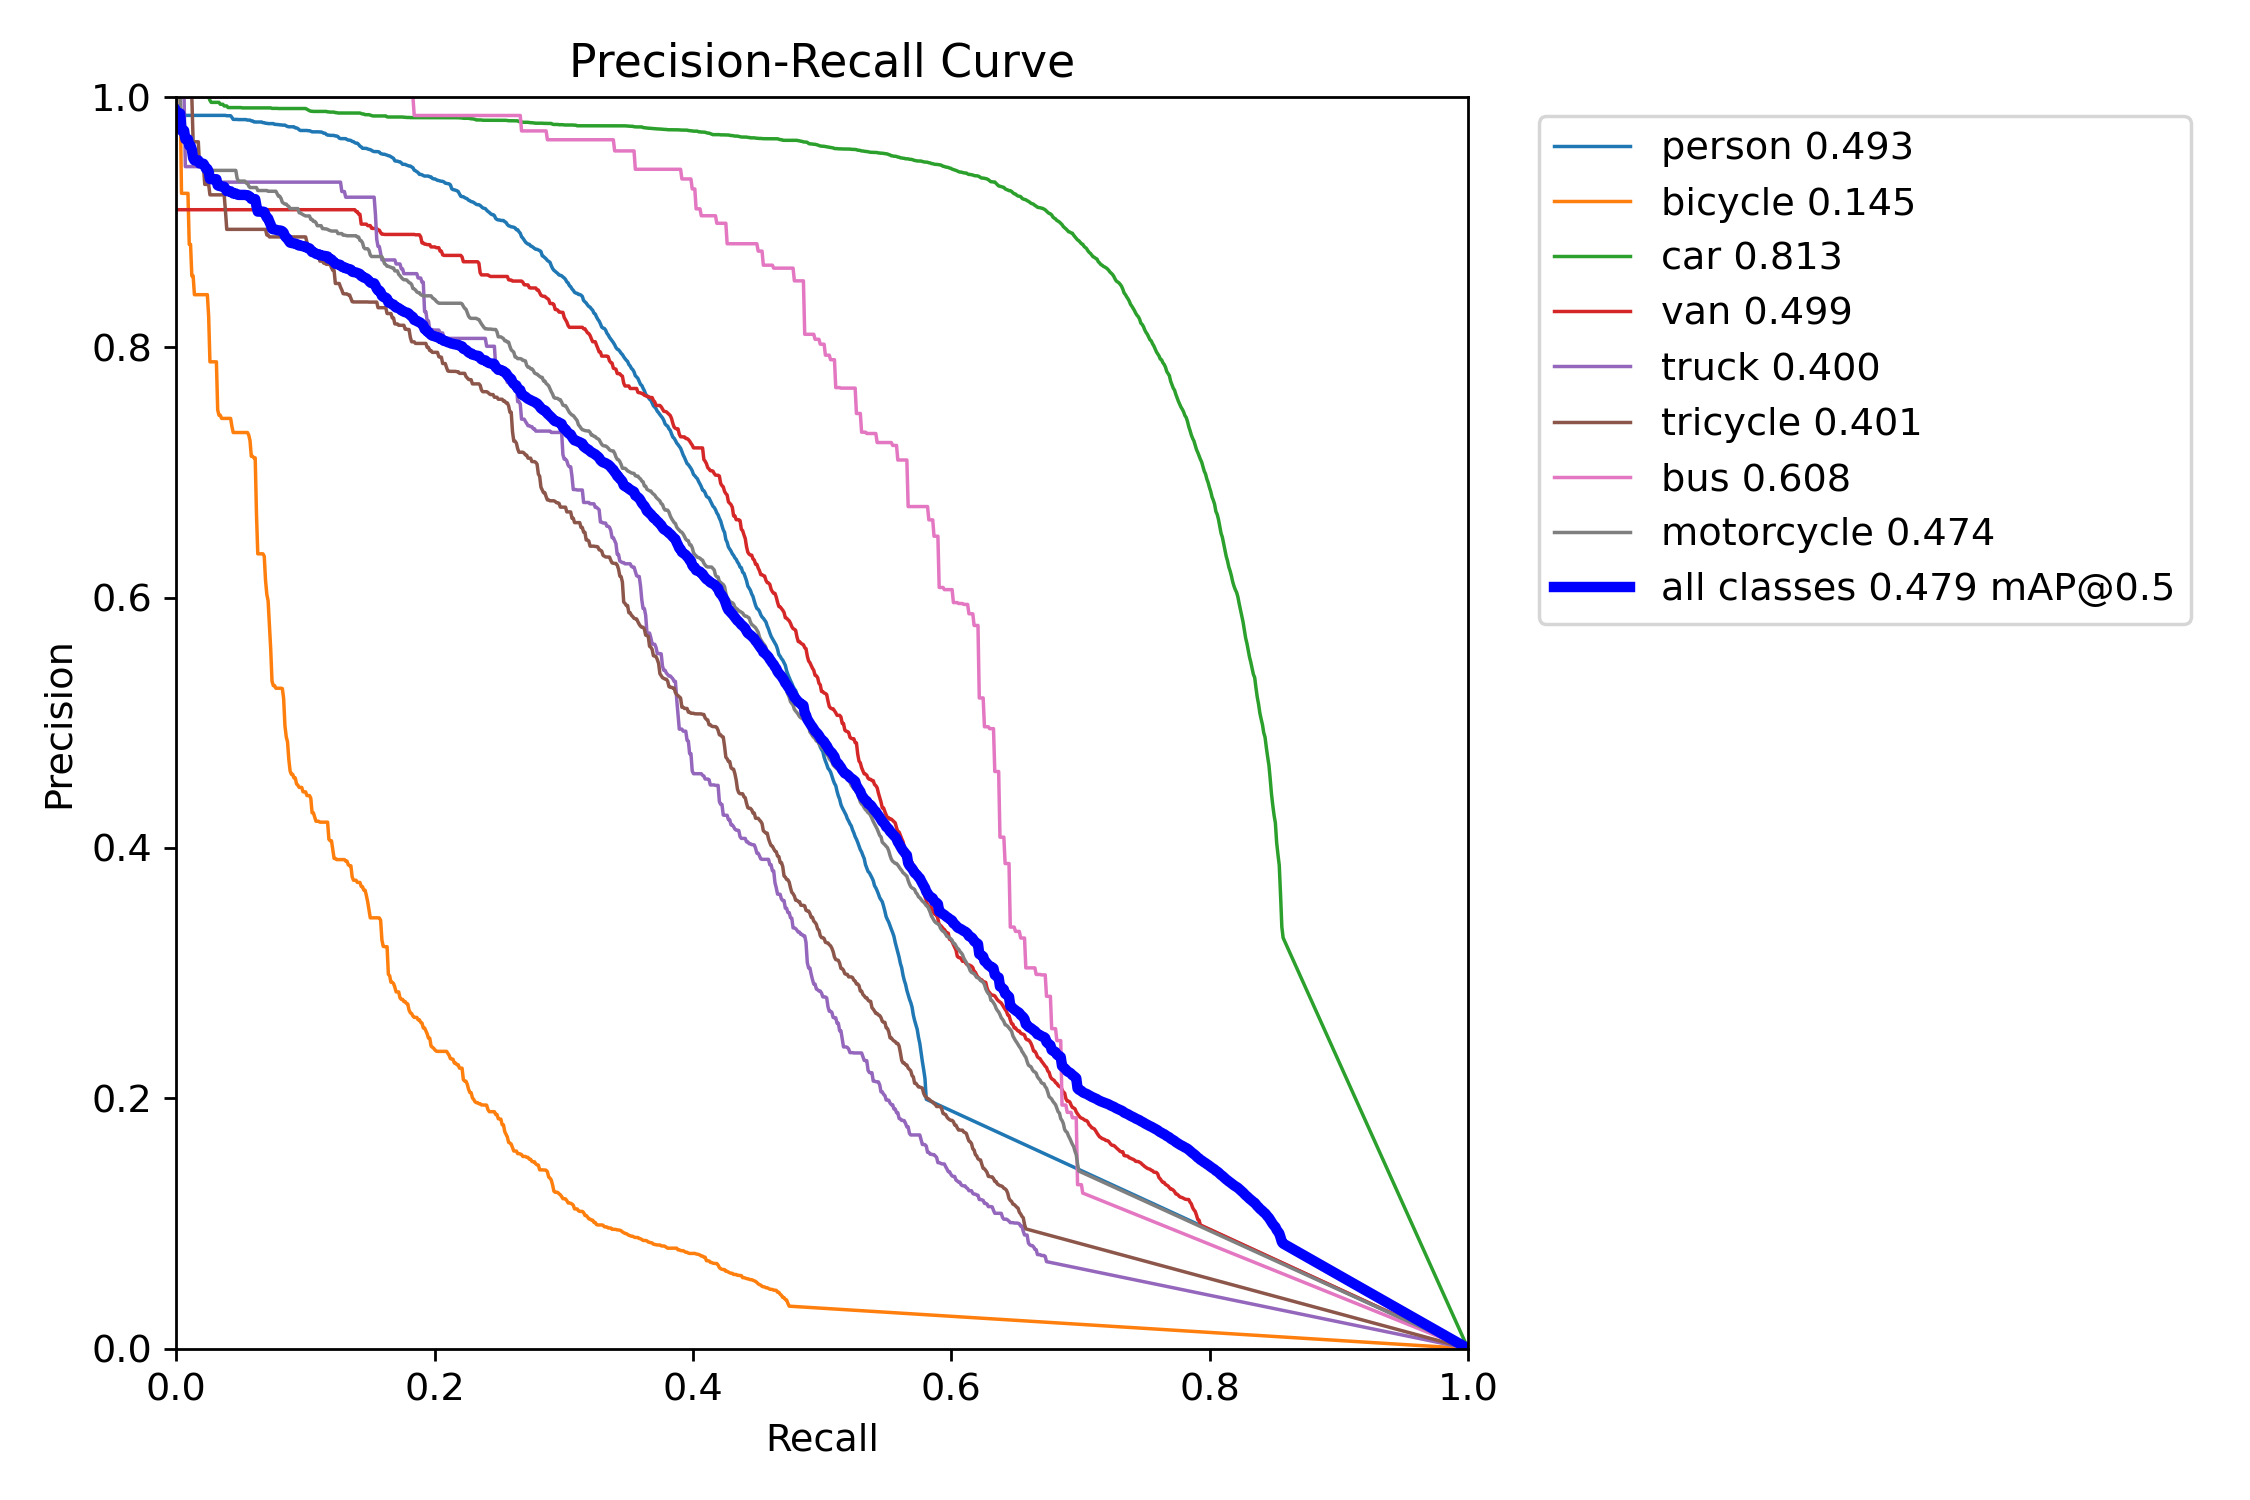 Precision-Recall Curve
1.0
0.8
0.6
0.4
0.2
0.0
Precision
0.0 0.2 0.4 0.6 0.8 1.0
Recall
person 0.493
bicycle 0.145
car 0.813
van 0.499
truck 0.400
tricycle 0.401
bus 0.608
motorcycle 0.474
all classes 0.479 mAP@0.5